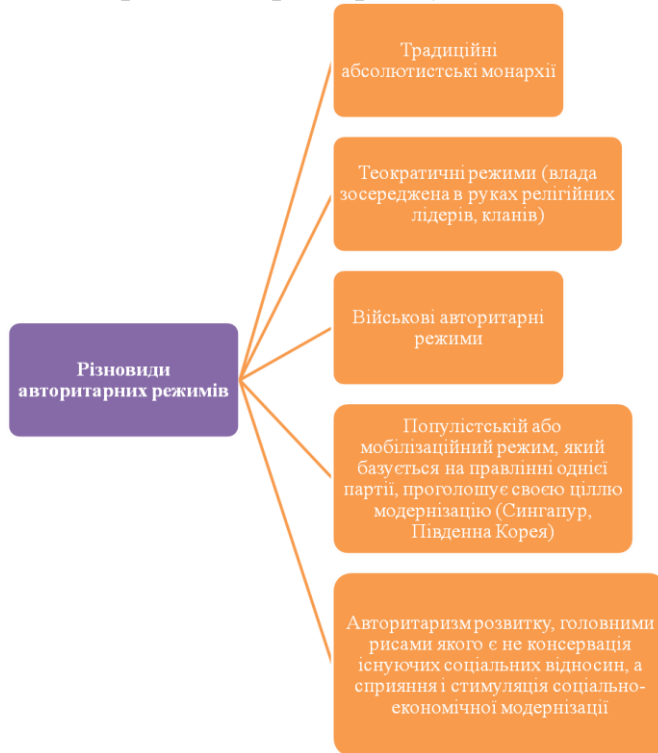 Традиційні
абсолютистські монархії
Теократичні режими (влада
зосереджена в руках релігійних
лідерів, кланів)
Військові авторитарні
режими
Різновиди
авторитарних режимів
Популістській або
мобілізаційний режим, який
базується на правлінні однієї
партії, проголошує своєю ціллю
модернізацію (Сингапур,
Південна Корея)
Авторитаризм розвитку, головними
рисами якого є не консервація
існуючих соціальних відносин, а
сприяння і стимуляція соціально-
економічної модернізації